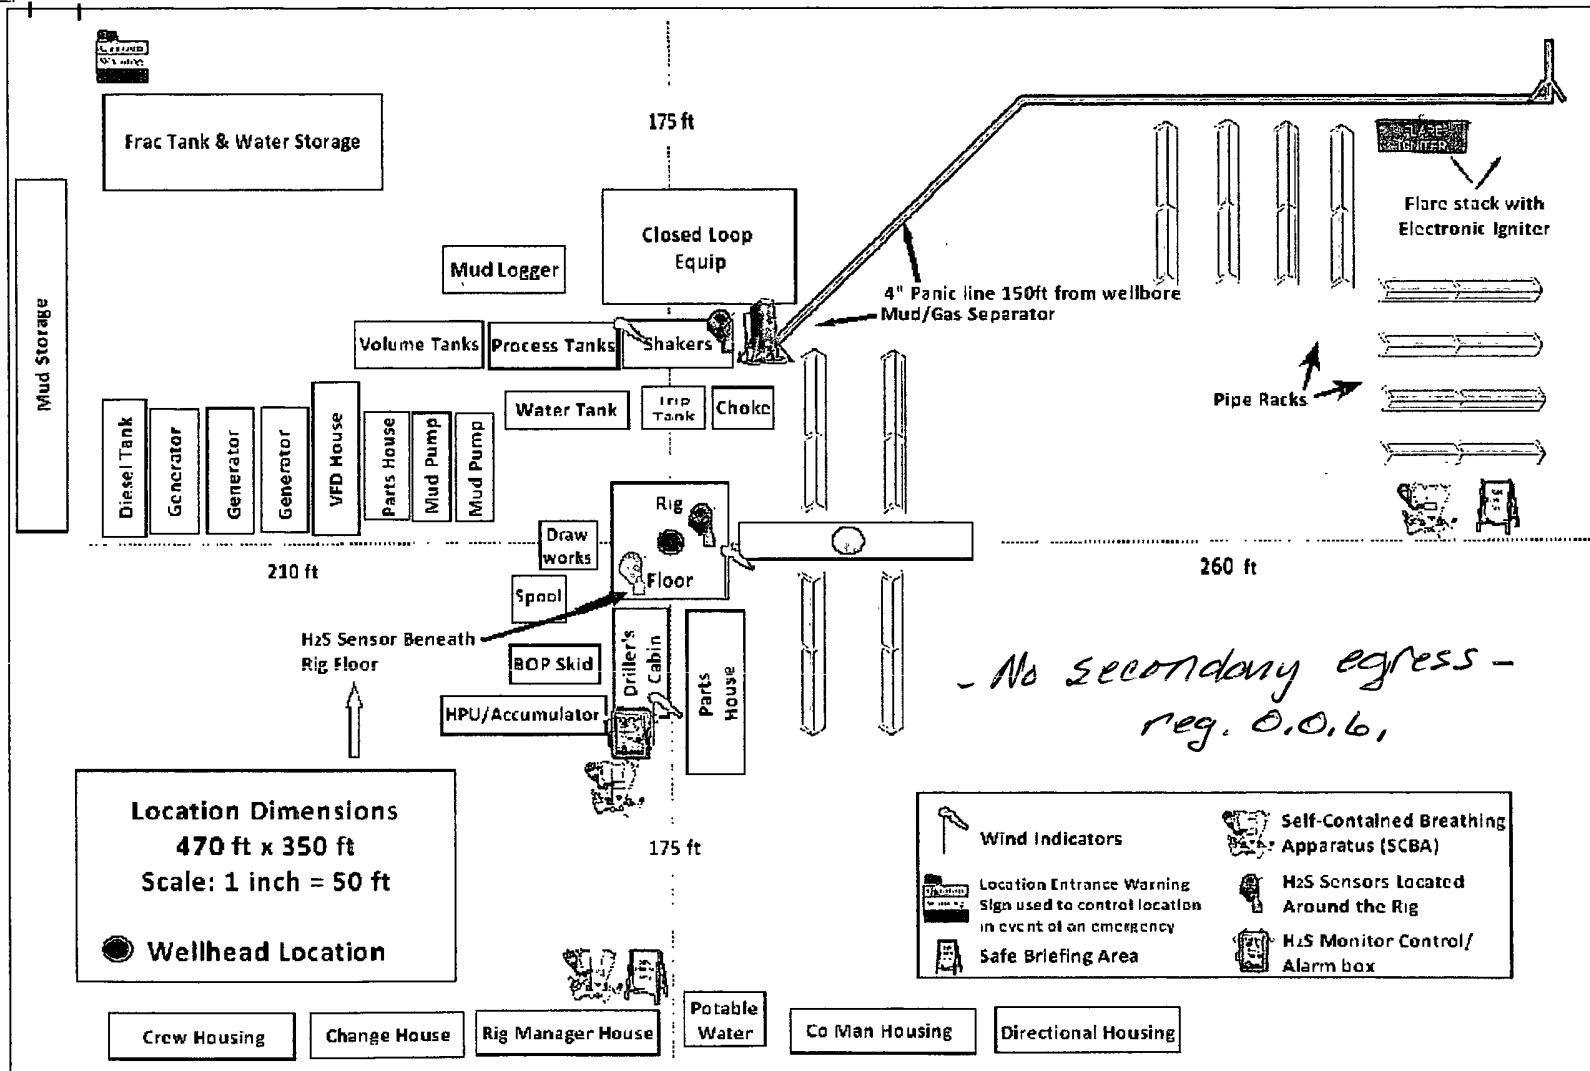 Frac Tank & Water Storage
175 ft
Closed Loop
Equip
Mud Logger
FLARE
IGNITER
Flare stack with
Electronic Igniter
4" Panic line 150ft from wellbore
Mud/Gas Separator
Volume Tanks
Process Tanks
Shakers
Mud Storage
Water Tank
Trip
Tank
Choke
Pipe Racks
Diesel Tank
Generator
Generator
Generator
VFD House
Parts House
Mud Pump
Mud Pump
Rig
Floor
Draw
works
210 ft
260 ft
Spool
H2S Sensor Beneath
Rig Floor
BOP Skid
Driller's
Cabin
Parts
House
HPU/Accumulator
- No secondary egress -
reg. O.O.6.
Location Dimensions
470 ft x 350 ft
Scale: 1 inch = 50 ft
Wellhead Location
175 ft
Wind Indicators
Location Entrance Warning
Sign used to control location
in event of an emergency
Safe Briefing Area
Self-Contained Breathing
Apparatus (SCBA)
H2S Sensors Located
Around the Rig
H2S Monitor Control/
Alarm box
Crew Housing
Change House
Rig Manager House
Potable
Water
Co Man Housing
Directional Housing